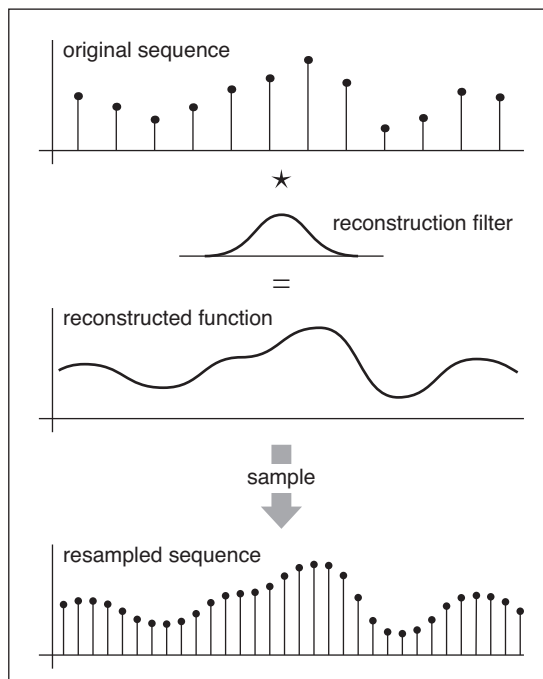 original sequence
★
reconstruction filter
=
reconstructed function
sample
resampled sequence